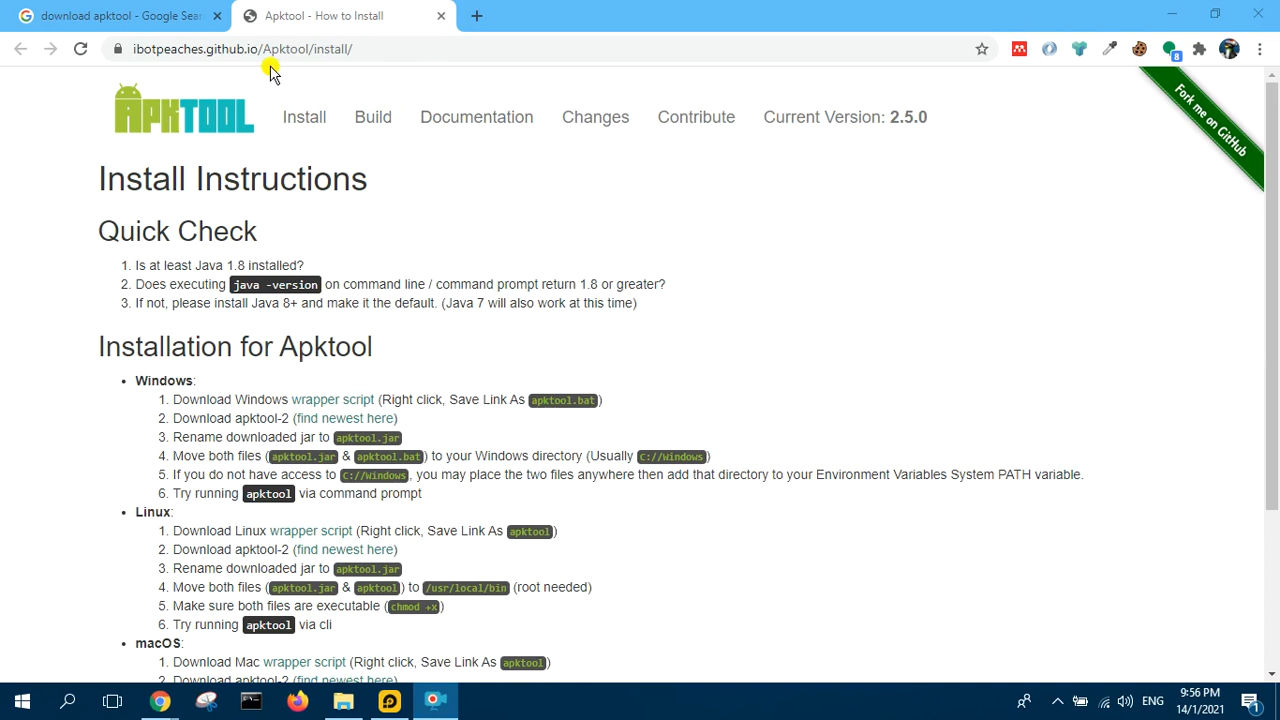 download apktool - Google Sear
Apktool - How to Install
ibotpeaches.github.io/Apktool/install/
8
APKTOOL
Install
Build
Documentation
Changes
Contribute
Current Version: 2.5.0
Fork me on GitHub
Install Instructions
Quick Check
1. Is at least Java 1.8 installed?
2. Does executing java -version on command line / command prompt return 1.8 or greater?
3. If not, please install Java 8+ and make it the default. (Java 7 will also work at this time)
Installation for Apktool
• Windows:
1. Download Windows wrapper script (Right click, Save Link As apktool.bat)
2. Download apktool-2 (find newest here)
3. Rename downloaded jar to apktool.jar
4. Move both files (apktool.jar & apktool.bat) to your Windows directory (Usually C://Windows)
5. If you do not have access to C://Windows, you may place the two files anywhere then add that directory to your Environment Variables System PATH variable.
6. Try running apktool via command prompt
• Linux:
1. Download Linux wrapper script (Right click, Save Link As apktool)
2. Download apktool-2 (find newest here)
3. Rename downloaded jar to apktool.jar
4. Move both files (apktool.jar & apktool) to /usr/local/bin (root needed)
5. Make sure both files are executable (chmod +x)
6. Try running apktool via cli
• macOS:
1. Download Mac wrapper script (Right click, Save Link As apktool)
2. Download apktool-2 (find newest here)
ENG
9:56 PM
14/1/2021
1